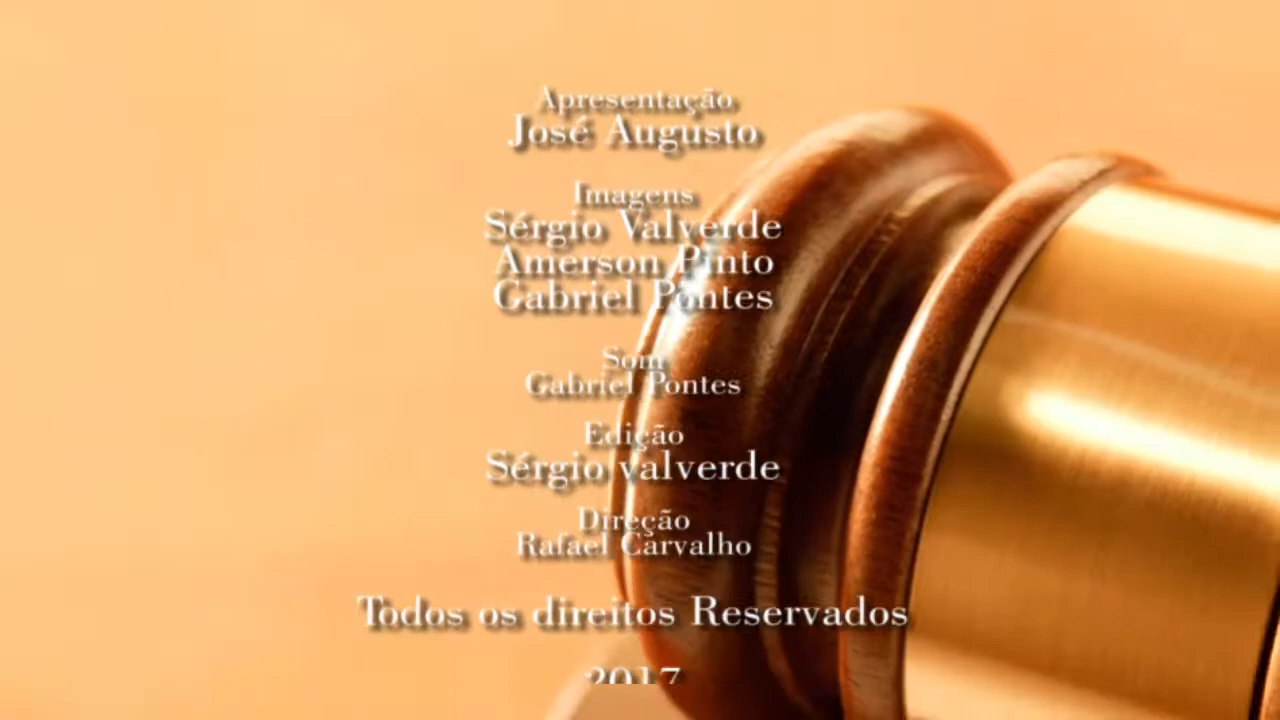 Apresentação
José Augusto
Imagens
Sérgio Valverde
Amerson Pinto
Gabriel Pontes
Som
Gabriel Pontes
Edição
Sérgio valverde
Direção
Rafael Carvalho
Todos os direitos Reservados
2017